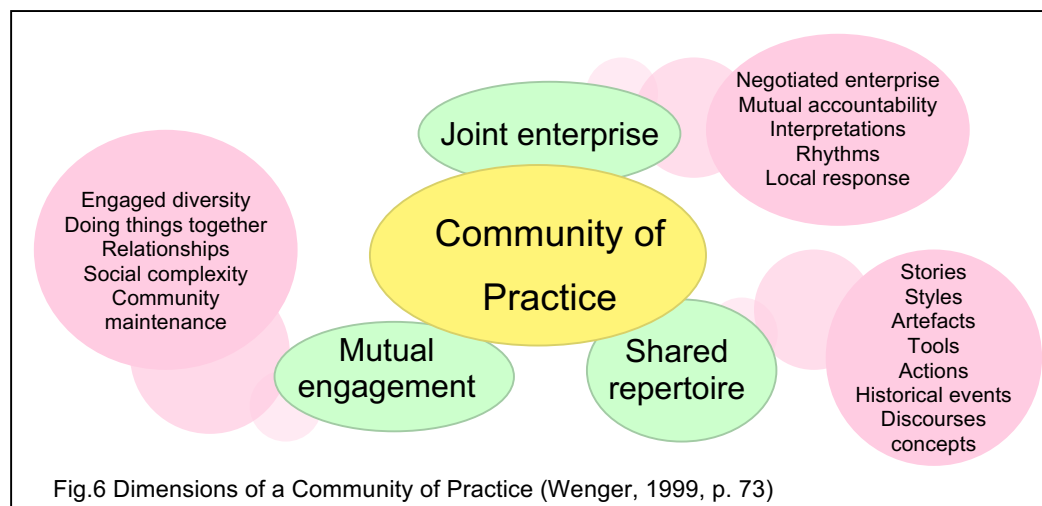 Joint enterprise
Negotiated enterprise
Mutual accountability
Interpretations
Rhythms
Local response
Engaged diversity
Doing things together
Relationships
Social complexity
Community
maintenance
Community of
Practice
Mutual
engagement
Shared
repertoire
Stories
Styles
Artefacts
Tools
Actions
Historical events
Discourses
concepts
Fig.6 Dimensions of a Community of Practice (Wenger, 1999, p. 73)